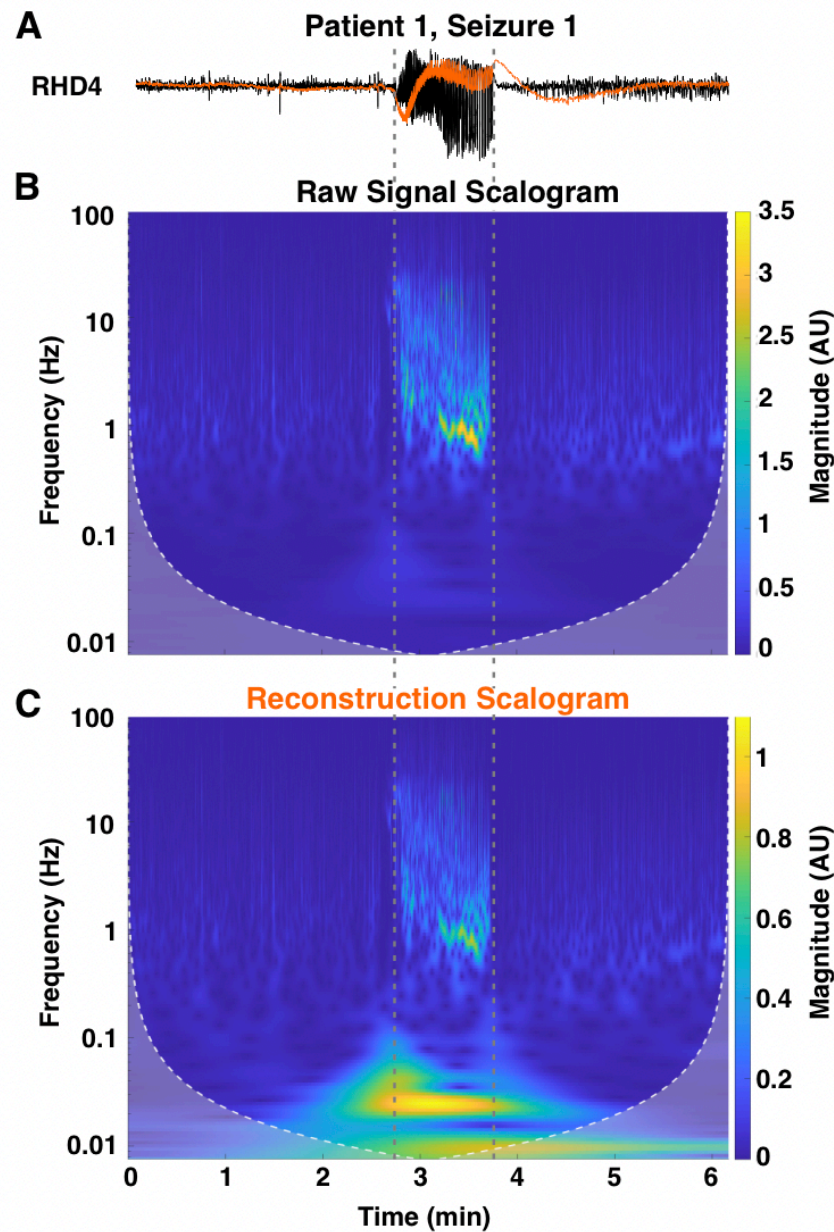 A
Patient 1, Seizure 1
RHD4
B
Raw Signal Scalogram
100
10
1
0.1
0.01
Frequency (Hz)
3.5
3
2.5
2
1.5
1
0.5
0
Magnitude (AU)
C
Reconstruction Scalogram
100
10
1
0.1
0.01
Frequency (Hz)
1
0.8
0.6
0.4
0.2
0
Magnitude (AU)
0 1 2 3 4 5 6
Time (min)